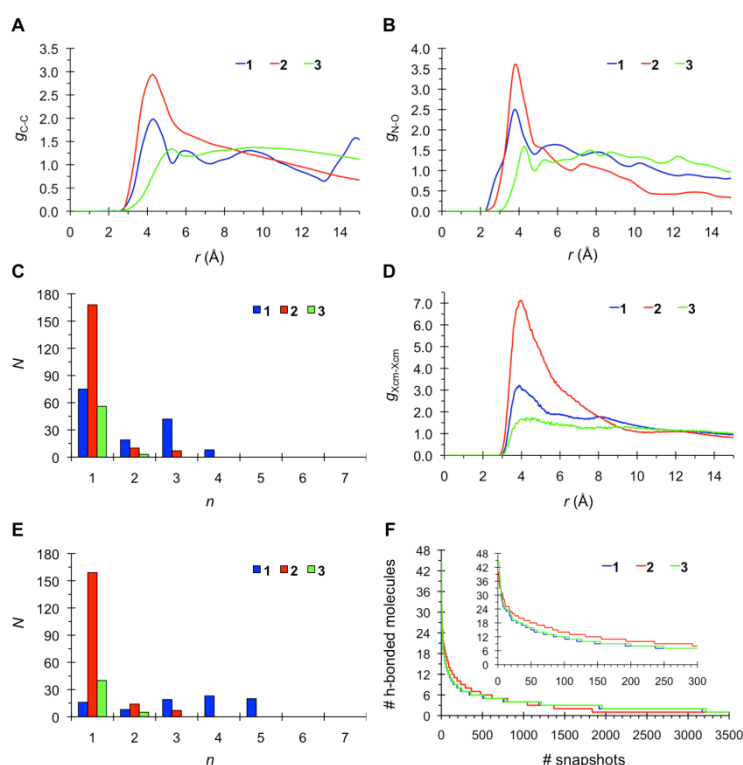 A
3.5
3.0
2.5
2.0
1.5
1.0
0.5
0.0
gC-C
1 2 3
0 2 4 6 8 10 12 14
r (Å)
B
4.0
3.5
3.0
2.5
2.0
1.5
1.0
0.5
0.0
gN-O
1 2 3
0 2 4 6 8 10 12 14
r (Å)
C
180
150
120
90
60
30
0
N
1 2 3
1 2 3 4 5 6 7
n
D
7.0
6.0
5.0
4.0
3.0
2.0
1.0
0.0
gXcm-Xcm
1 2 3
0 2 4 6 8 10 12 14
r (Å)
E
180
150
120
90
60
30
0
N
1 2 3
1 2 3 4 5 6 7
n
F
48
42
36
30
24
18
12
6
0
# h-bonded molecules
48
42
36
30
24
18
12
6
0
1 2 3
0 50 100 150 200 250 300
0 500 1000 1500 2000 2500 3000 3500
# snapshots